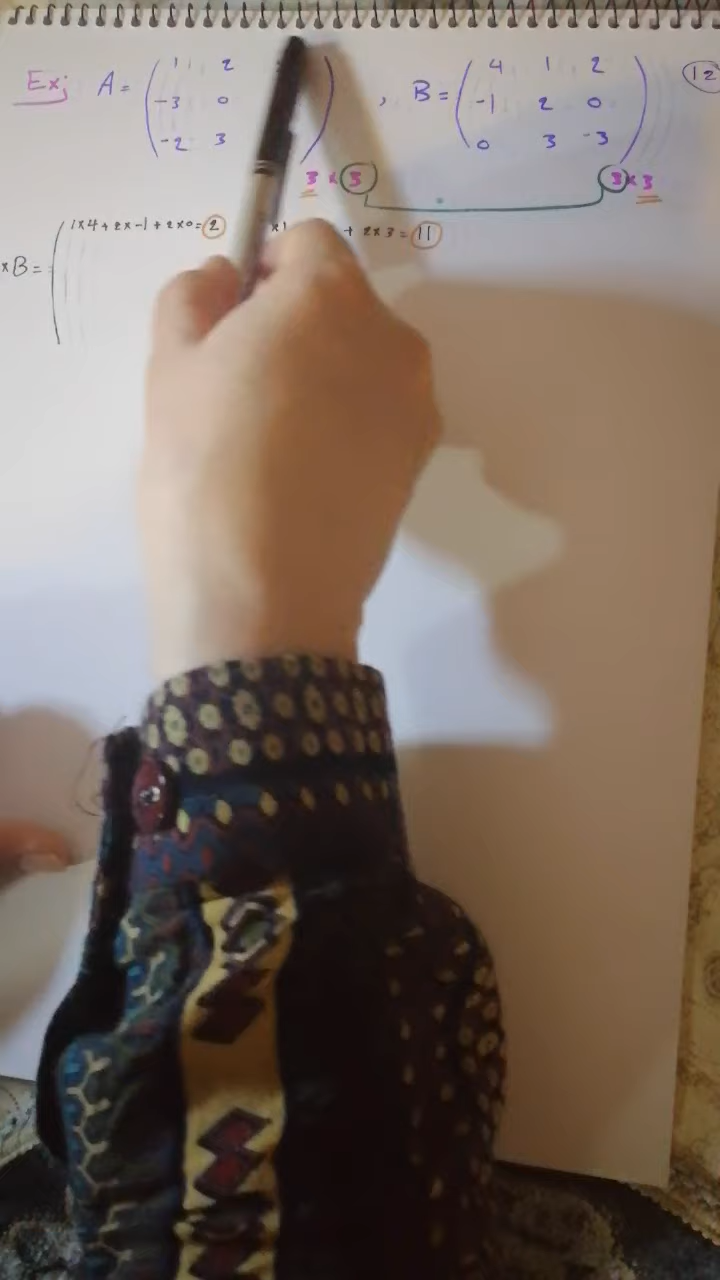 Ex; A = ( 1 2 ) , B = ( 4 1 2 ) 12
-3 0 -1 2 0
-2 3 0 3 -3
3 × 3 3 × 3
1×4+2×-1+2×0=2 + 2×3=11
×B = (